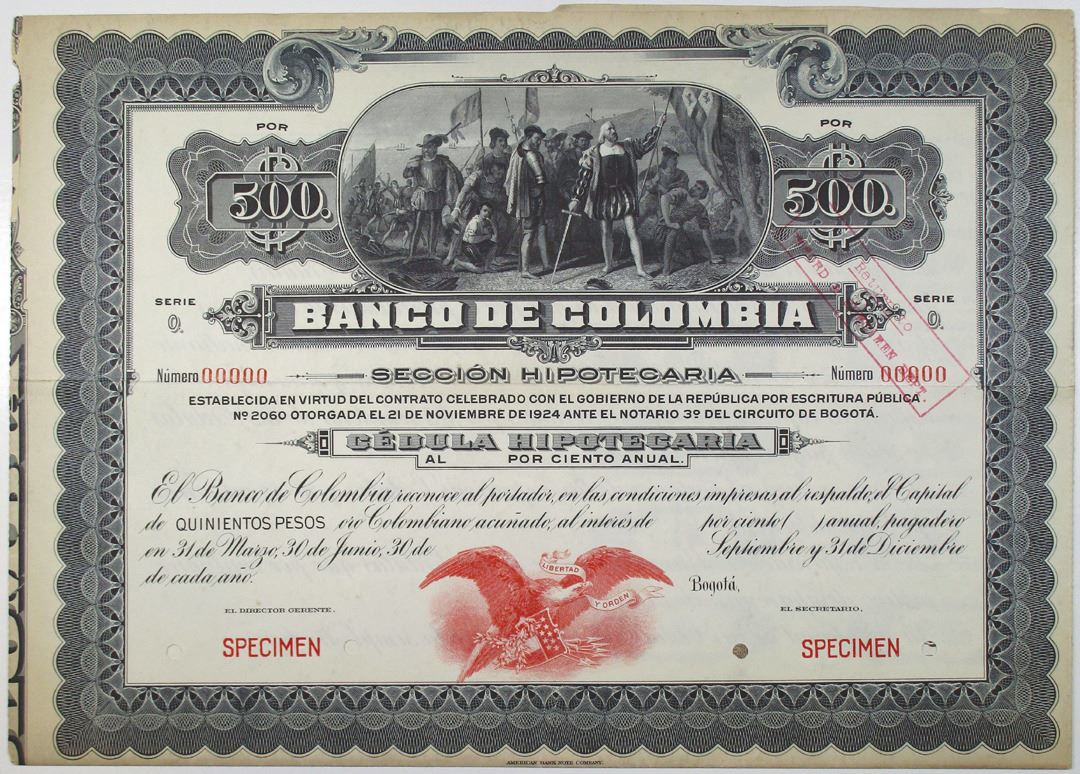 POR
POR
500.
500.
SERIE
SERIE
O.
O.
BANCO DE COLOMBIA
Número 00000
SECCIÓN HIPOTECARIA
Número 00000
ESTABLECIDA EN VIRTUD DEL CONTRATO CELEBRADO CON EL GOBIERNO DE LA REPÚBLICA POR ESCRITURA PÚBLICA
Nº 2060 OTORGADA EL 21 DE NOVIEMBRE DE 1924 ANTE EL NOTARIO 3º DEL CIRCUITO DE BOGOTÁ.
CÉDULA HIPOTECARIA
AL POR CIENTO ANUAL.
El Banco de Colombia, reconoce al portador, en las condiciones impresas al respaldo, el Capital
de QUINIENTOS PESOS oro Colombiano acuñado, al interés de por ciento ( ) anual, pagadero
en 31 de Marzo, 30 de Junio, 30 de Septiembre y 31 de Diciembre
de cada año.
LIBERTAD
Y ORDEN
Bogotá,
EL DIRECTOR GERENTE.
EL SECRETARIO.
SPECIMEN
SPECIMEN
AMERICAN BANK NOTE COMPANY.